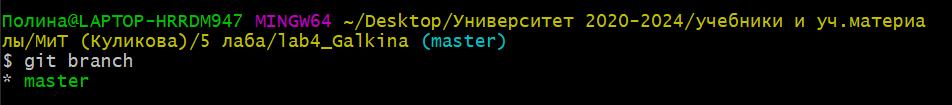 Полина@LAPTOP-HRRDM947 MINGW64 ~/Desktop/Университет 2020-2024/учебники и уч.материа
лы/МиТ (Куликова)/5 лаба/lab4_Galkina (master)
$ git branch
* master